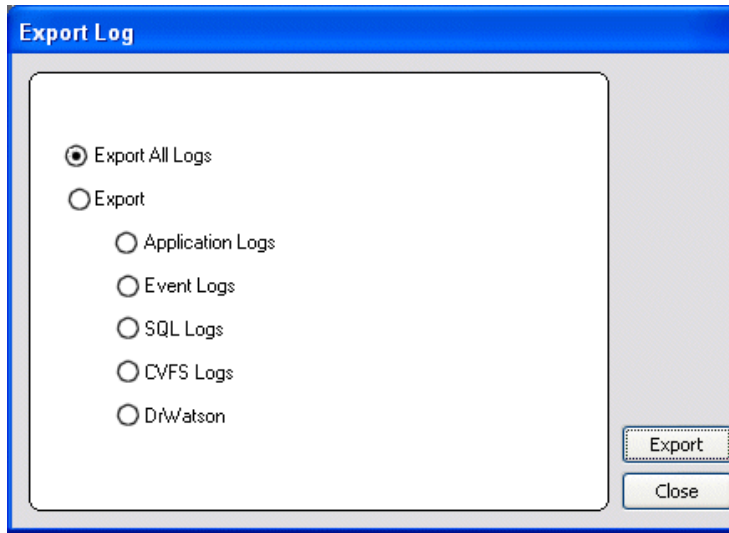 Export Log
Export All Logs
Export
Application Logs
Event Logs
SQL Logs
CVFS Logs
DrWatson
Export
Close